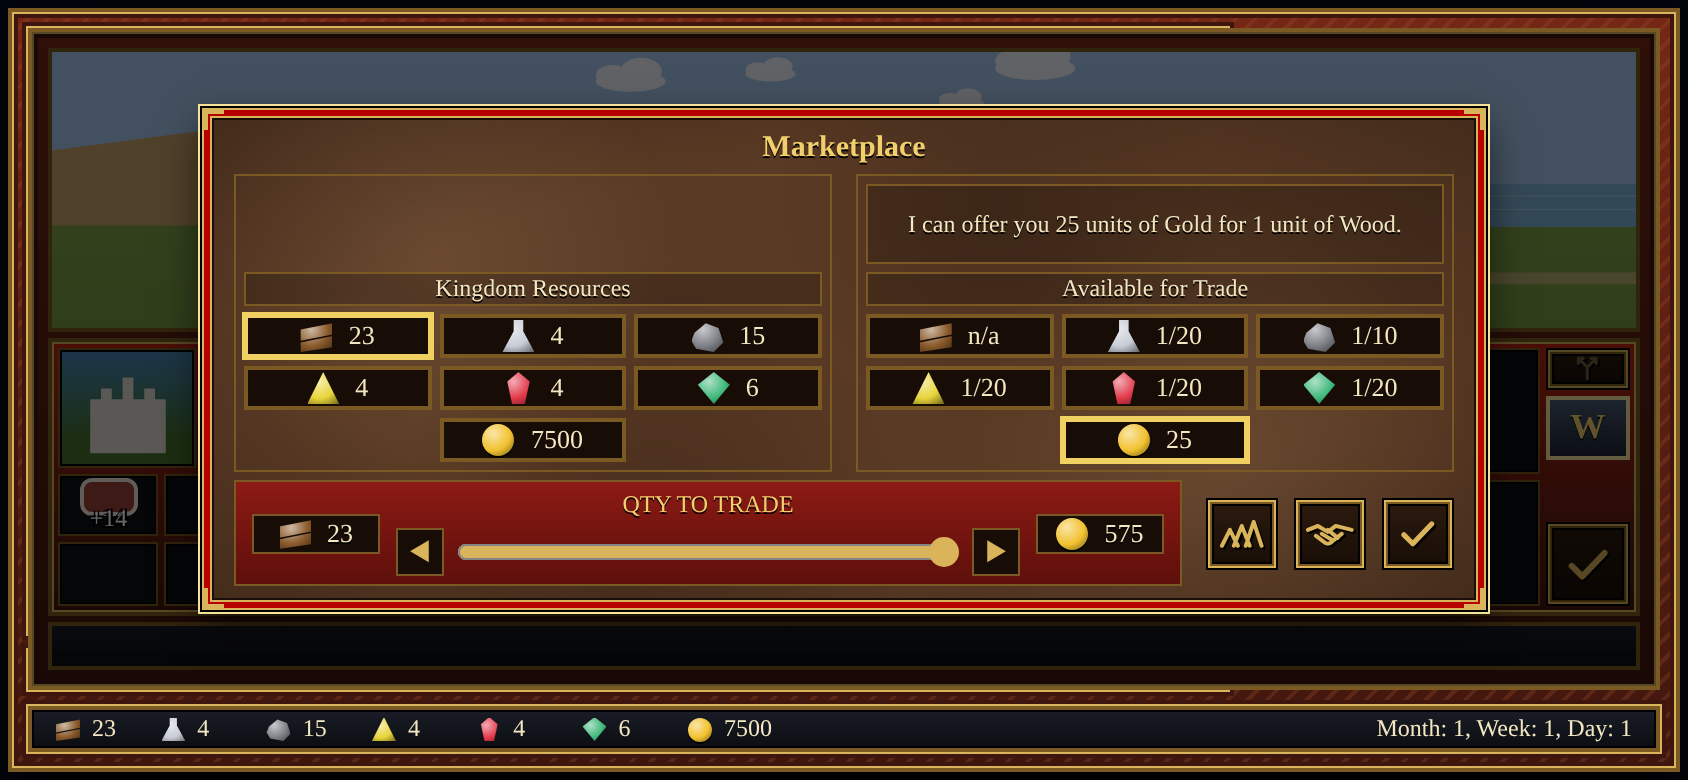 Marketplace
I can offer you 25 units of Gold for 1 unit of Wood.
Kingdom Resources
Available for Trade
23 4 15
n/a 1/20 1/10
4 4 6
1/20 1/20 1/20
7500
25
W
+14
QTY TO TRADE
23
575
23 4 15 4 4 6 7500
Month: 1, Week: 1, Day: 1